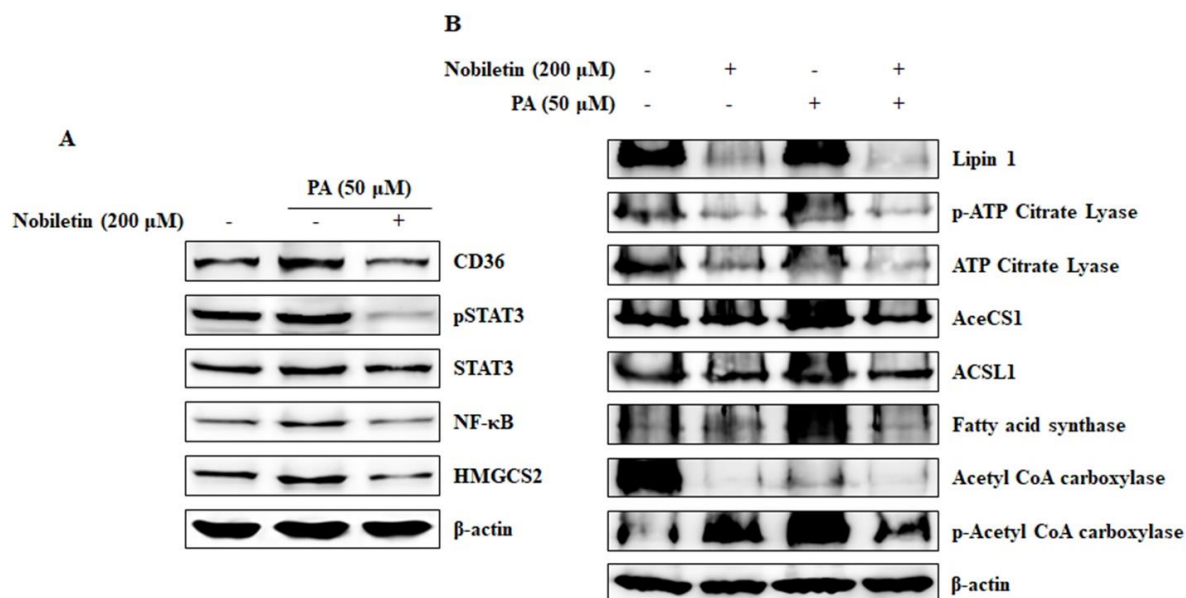 A
PA (50 μM)
Nobiletin (200 μM) - - +
CD36
pSTAT3
STAT3
NF-κB
HMGCS2
β-actin
B
Nobiletin (200 μM) - + - +
PA (50 μM) - - + +
Lipin 1
p-ATP Citrate Lyase
ATP Citrate Lyase
AceCS1
ACSL1
Fatty acid synthase
Acetyl CoA carboxylase
p-Acetyl CoA carboxylase
β-actin